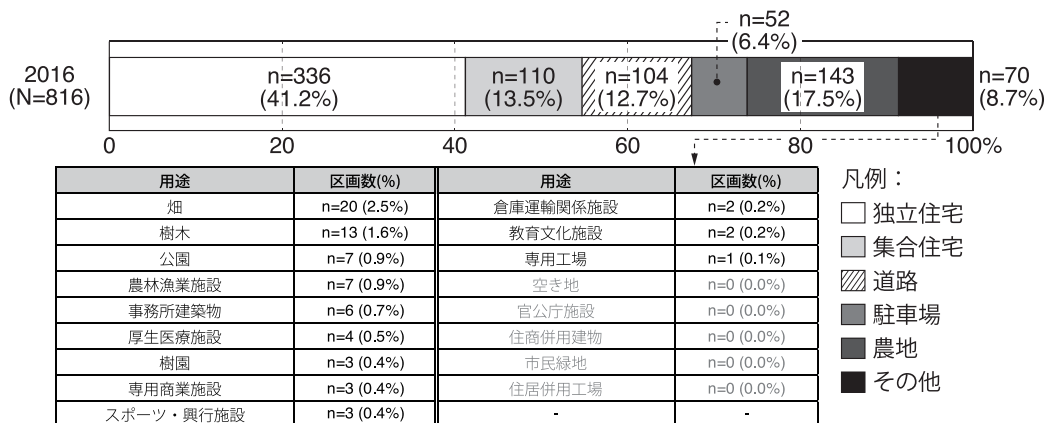 n=52
(6.4%)
2016
(N=816)
n=336
(41.2%)
n=110
(13.5%)
n=104
(12.7%)
n=143
(17.5%)
n=70
(8.7%)
0 20 40 60 80 100%
用途 区画数(%) 用途 区画数(%)
畑 n=20 (2.5%) 倉庫運輸関係施設 n=2 (0.2%)
樹木 n=13 (1.6%) 教育文化施設 n=2 (0.2%)
公園 n=7 (0.9%) 専用工場 n=1 (0.1%)
農林漁業施設 n=7 (0.9%) 空き地 n=0 (0.0%)
事務所建築物 n=6 (0.7%) 官公庁施設 n=0 (0.0%)
厚生医療施設 n=4 (0.5%) 住商併用建物 n=0 (0.0%)
樹園 n=3 (0.4%) 市民緑地 n=0 (0.0%)
専用商業施設 n=3 (0.4%) 住居併用工場 n=0 (0.0%)
スポーツ・興行施設 n=3 (0.4%) - -
凡例：
独立住宅
集合住宅
道路
駐車場
農地
その他